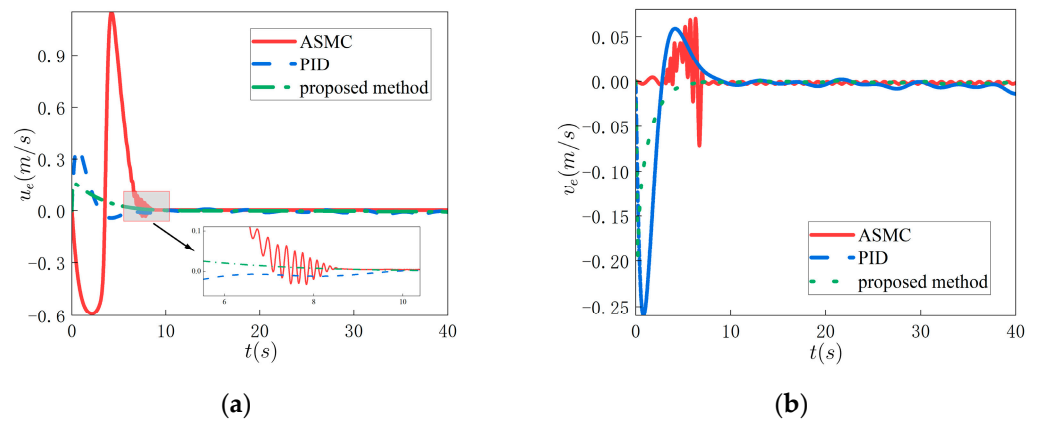 0.9
0.6
0.3
0.0
-0.3
-0.6
u_e(m/s)
ASMC
PID
proposed method
0.1
0.0
6
8
10
0
10
20
30
40
t(s)
(a)
0.05
0.00
-0.05
-0.10
-0.15
-0.20
-0.25
v_e(m/s)
ASMC
PID
proposed method
0
10
20
30
40
t(s)
(b)